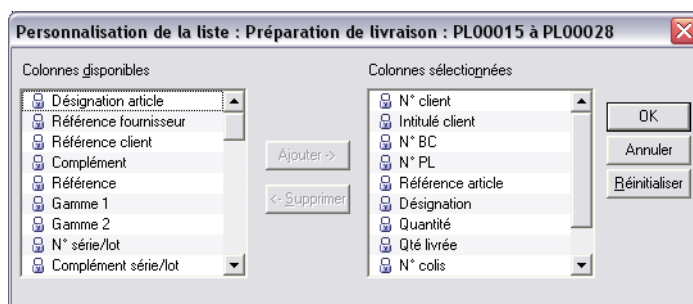 Personnalisation de la liste : Préparation de livraison : PL00015 à PL00028
Colonnes disponibles
Désignation article
Référence fournisseur
Référence client
Complément
Référence
Gamme 1
Gamme 2
N° série/lot
Complément série/lot
Ajouter ->
<- Supprimer
Colonnes sélectionnées
N° client
Intitulé client
N° BC
N° PL
Référence article
Désignation
Quantité
Qté livrée
N° colis
OK
Annuler
Réinitialiser